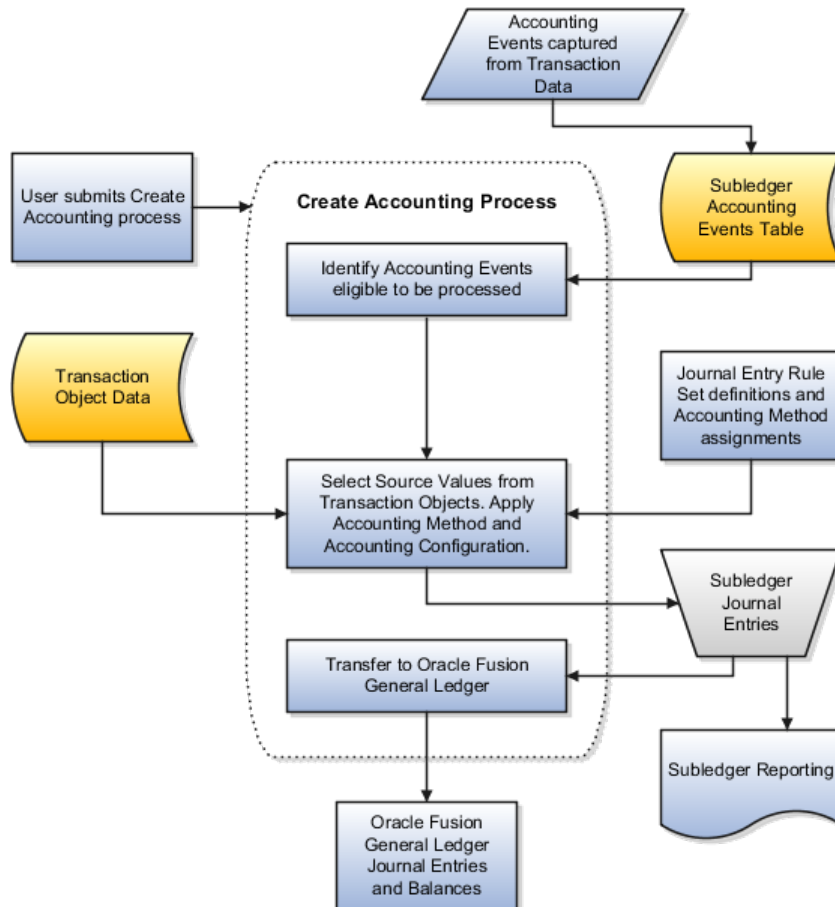 Accounting
Events captured
from Transaction
Data
User submits Create
Accounting process
Create Accounting Process
Subledger
Accounting
Events Table
Identify Accounting Events
eligible to be processed
Transaction
Object Data
Journal Entry Rule
Set definitions and
Accounting Method
assignments
Select Source Values from
Transaction Objects. Apply
Accounting Method and
Accounting Configuration.
Subledger
Journal
Entries
Transfer to Oracle Fusion
General Ledger
Subledger Reporting
Oracle Fusion
General Ledger
Journal Entries
and Balances